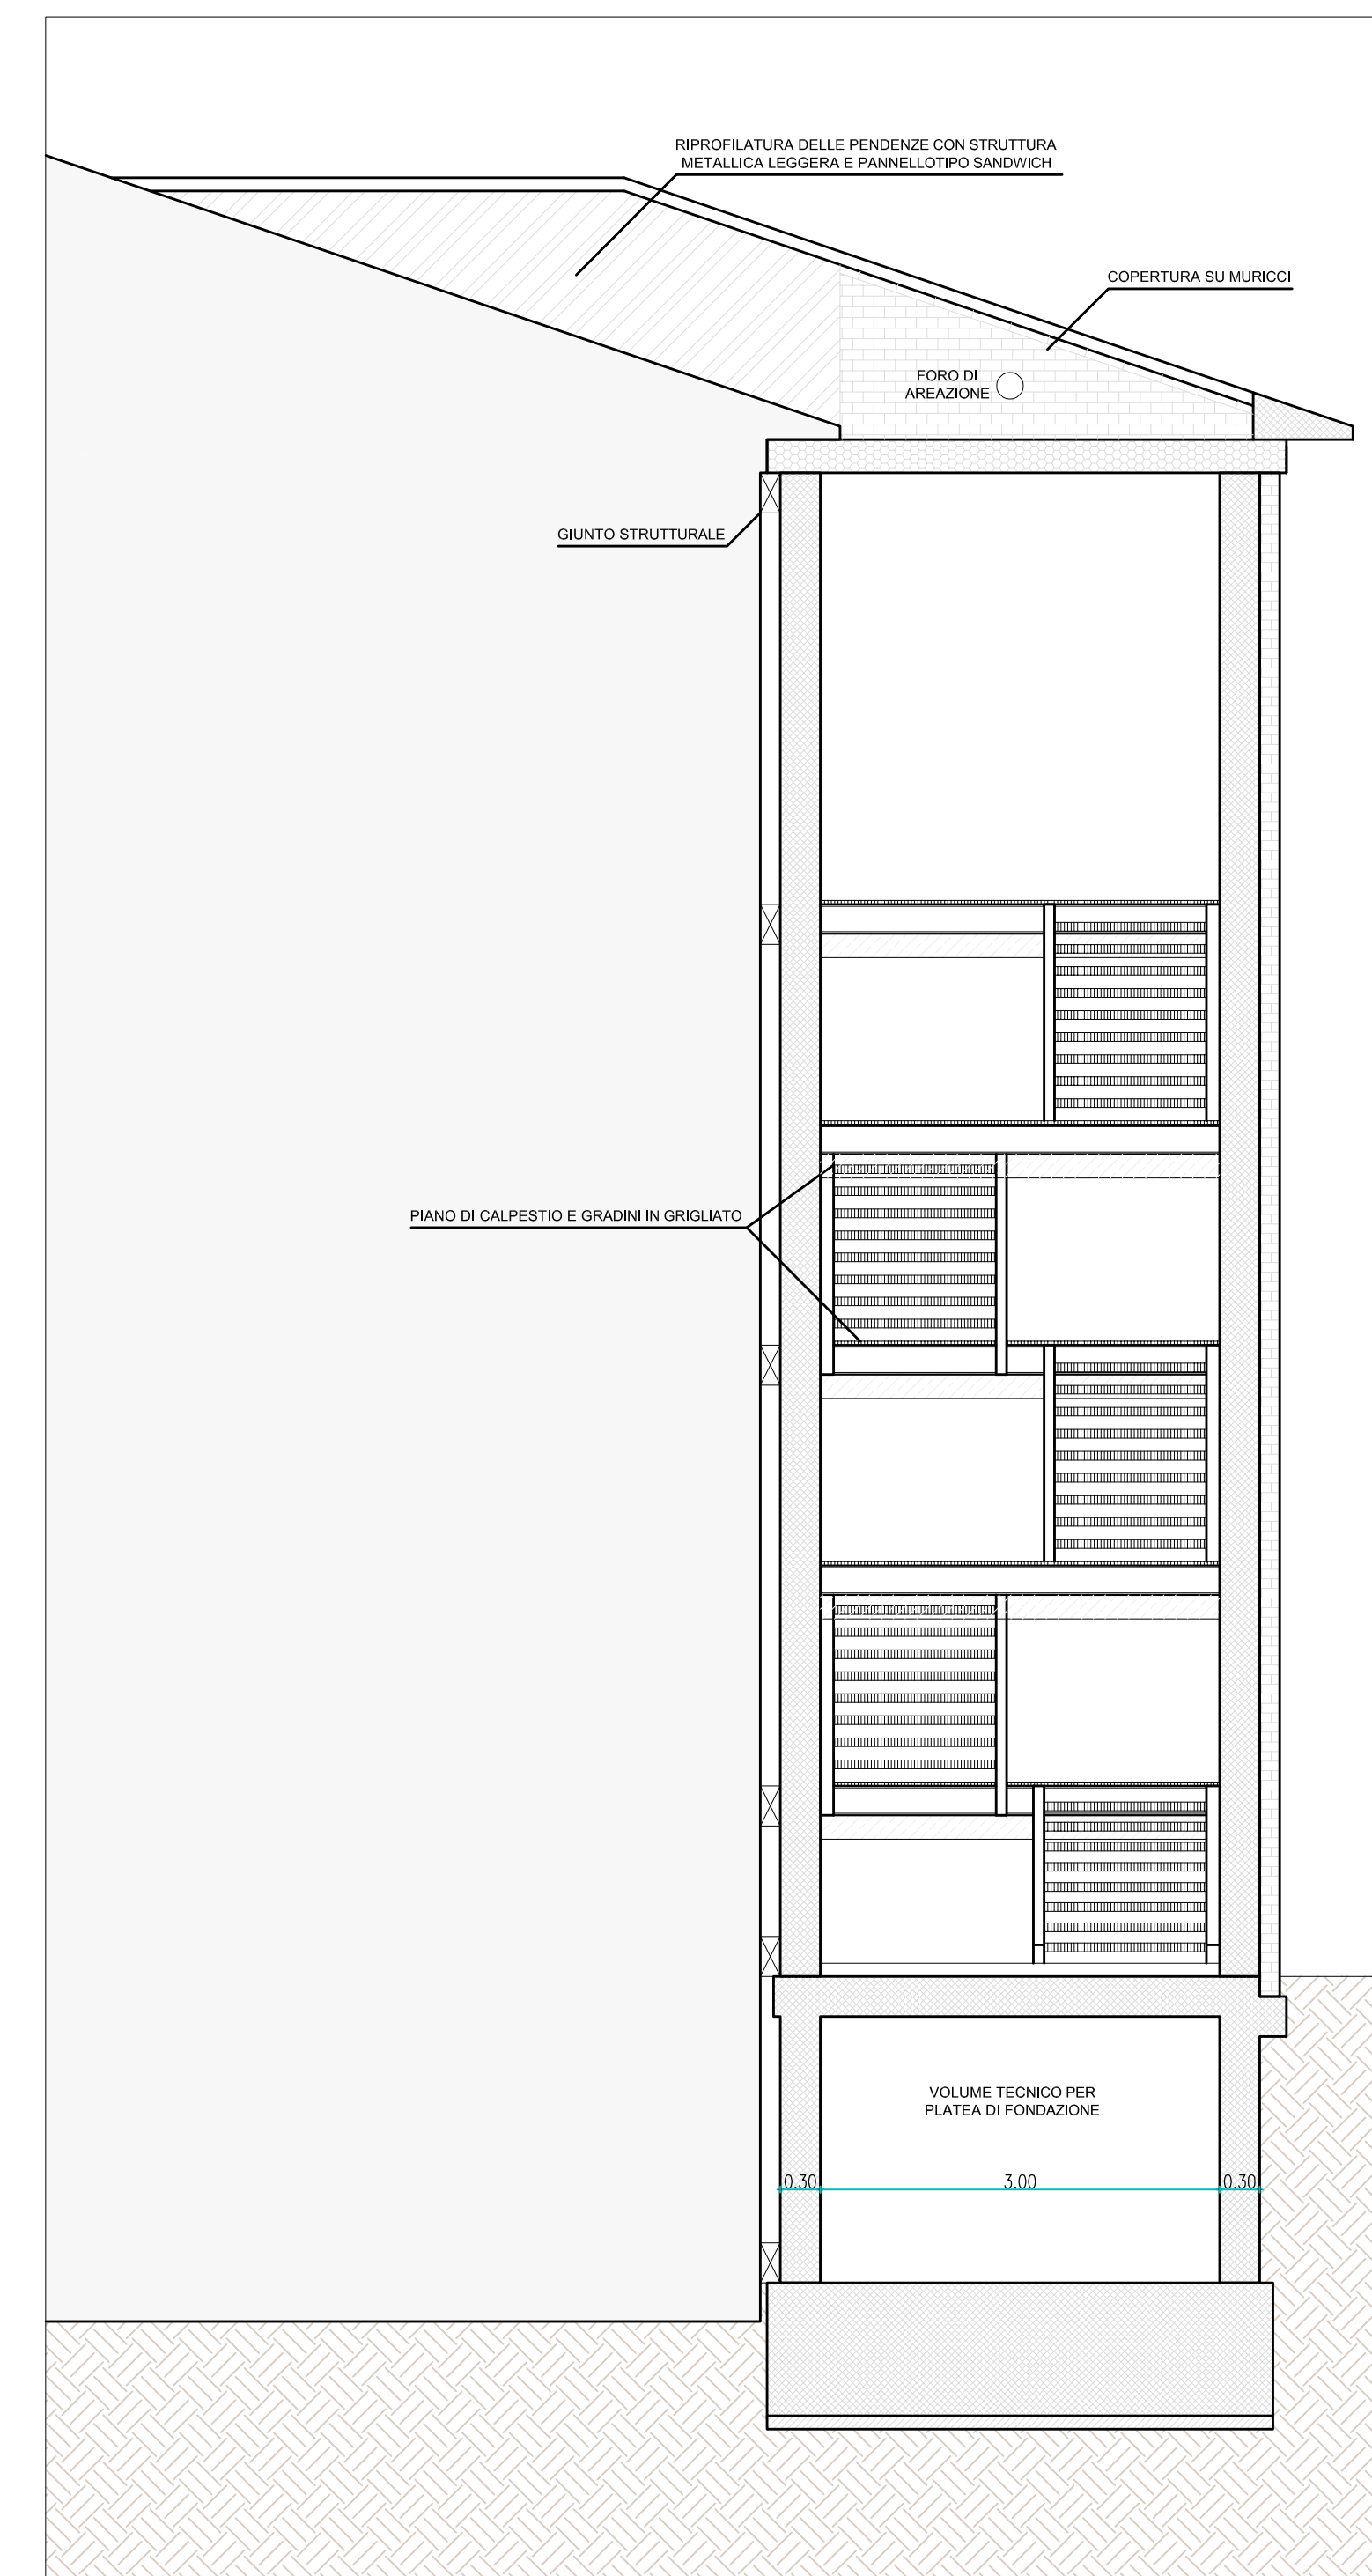 RIPROFILATURA DELLE PENDENZE CON STRUTTURA
METALLICA LEGGERA E PANNELLOTIPO SANDWICH
COPERTURA SU MURICCI
FORO DI
AREAZIONE
GIUNTO STRUTTURALE
PIANO DI CALPESTIO E GRADINI IN GRIGLIATO
VOLUME TECNICO PER
PLATEA DI FONDAZIONE
0.30 3.00 0.30